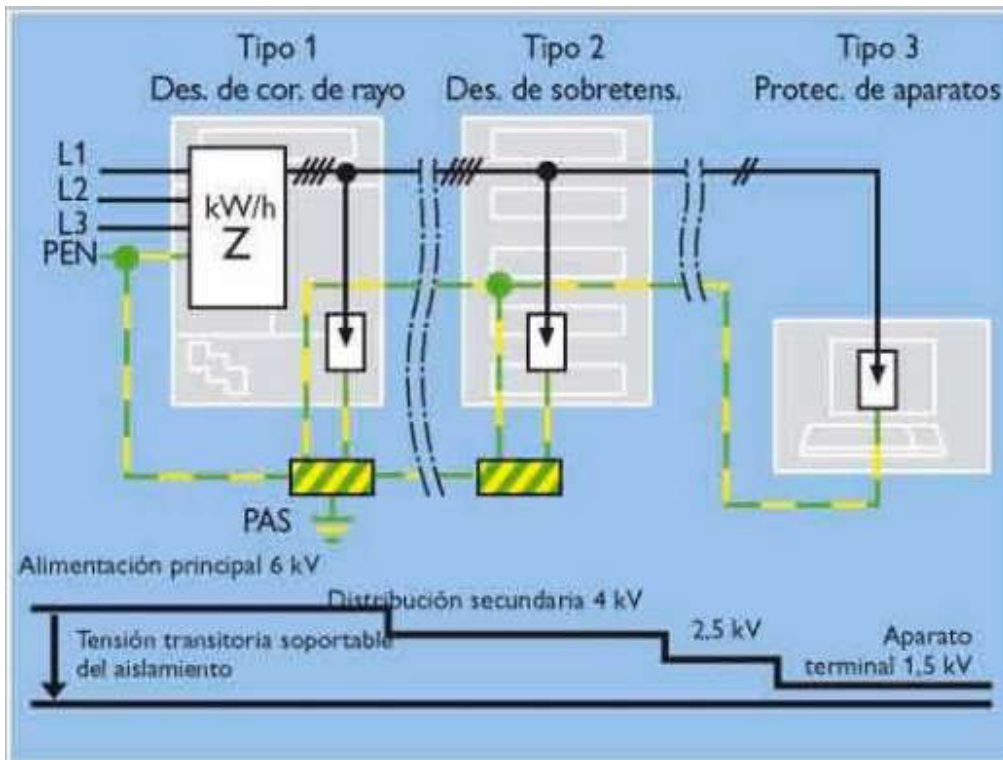 Tipo 1
Des. de cor. de rayo
Tipo 2
Des. de sobretens.
Tipo 3
Protec. de aparatos
L1
L2
L3
PEN
kW/h
Z
PAS
Alimentación principal 6 kV
Distribución secundaria 4 kV
Tensión transitoria soportable
del aislamiento
2.5 kV
Aparato
terminal 1,5 kV